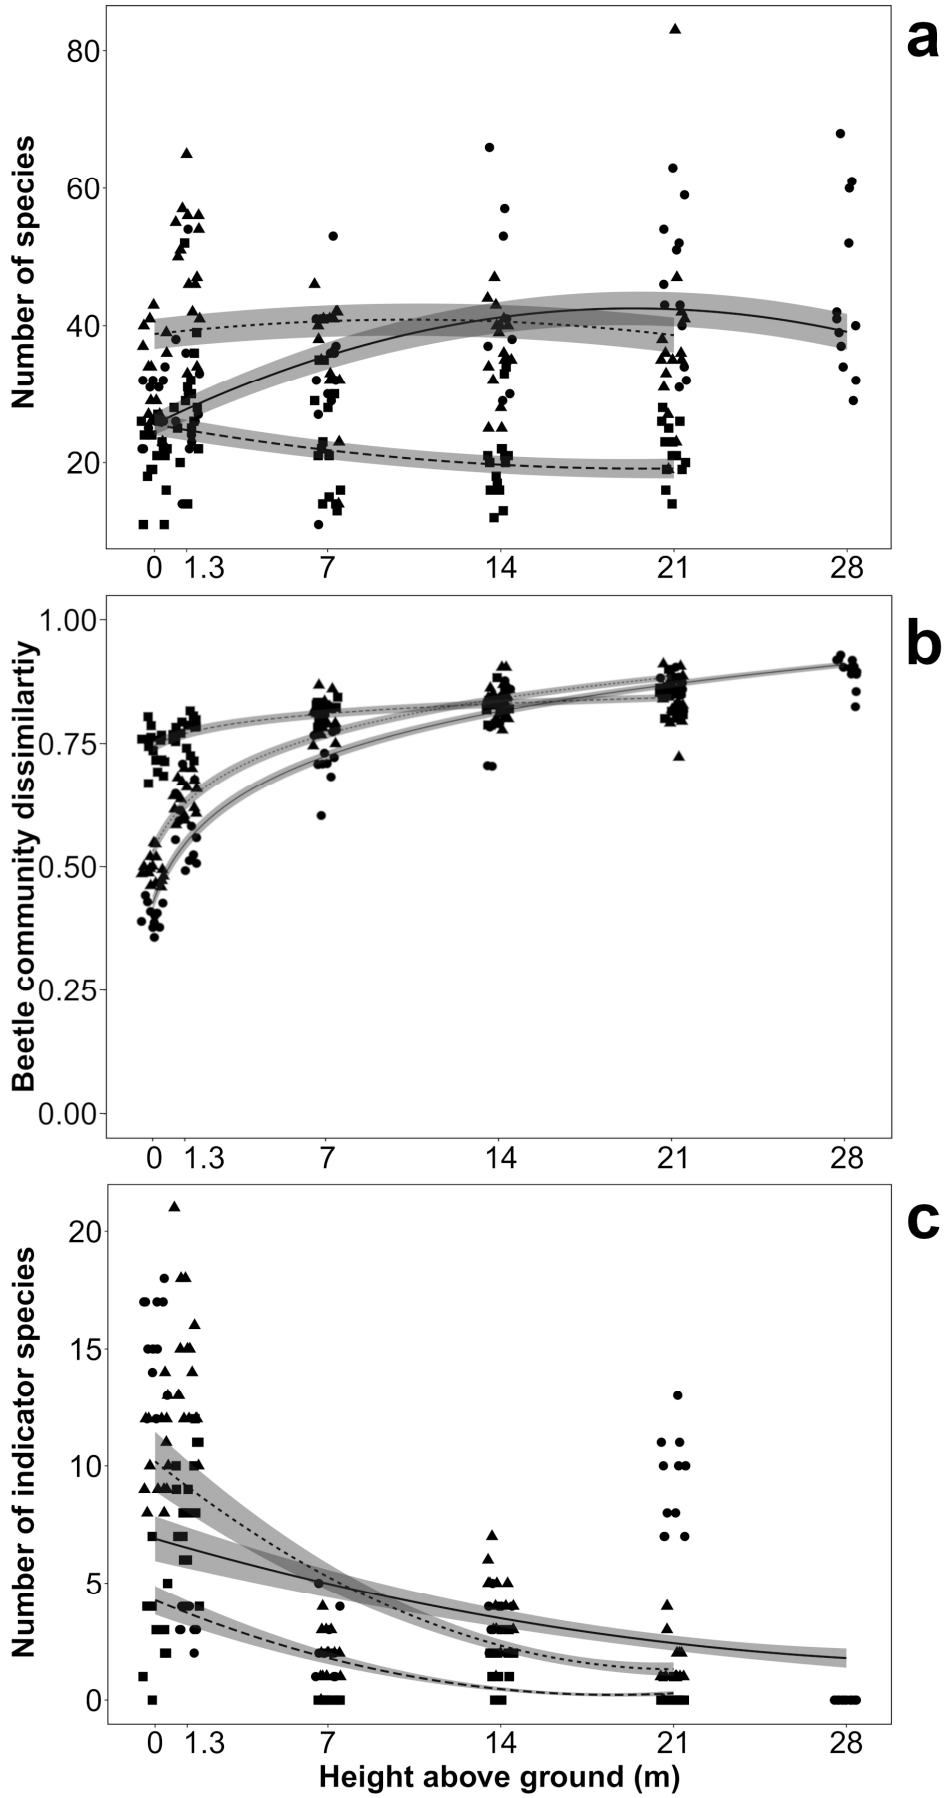 a
80
60
40
20
Number of species
0 1.3 7 14 21 28
b
1.00
0.75
0.50
0.25
0.00
Beetle community dissimilartiy
0 1.3 7 14 21 28
c
20
15
10
5
0
Number of indicator species
0 1.3 7 14 21 28
Height above ground (m)